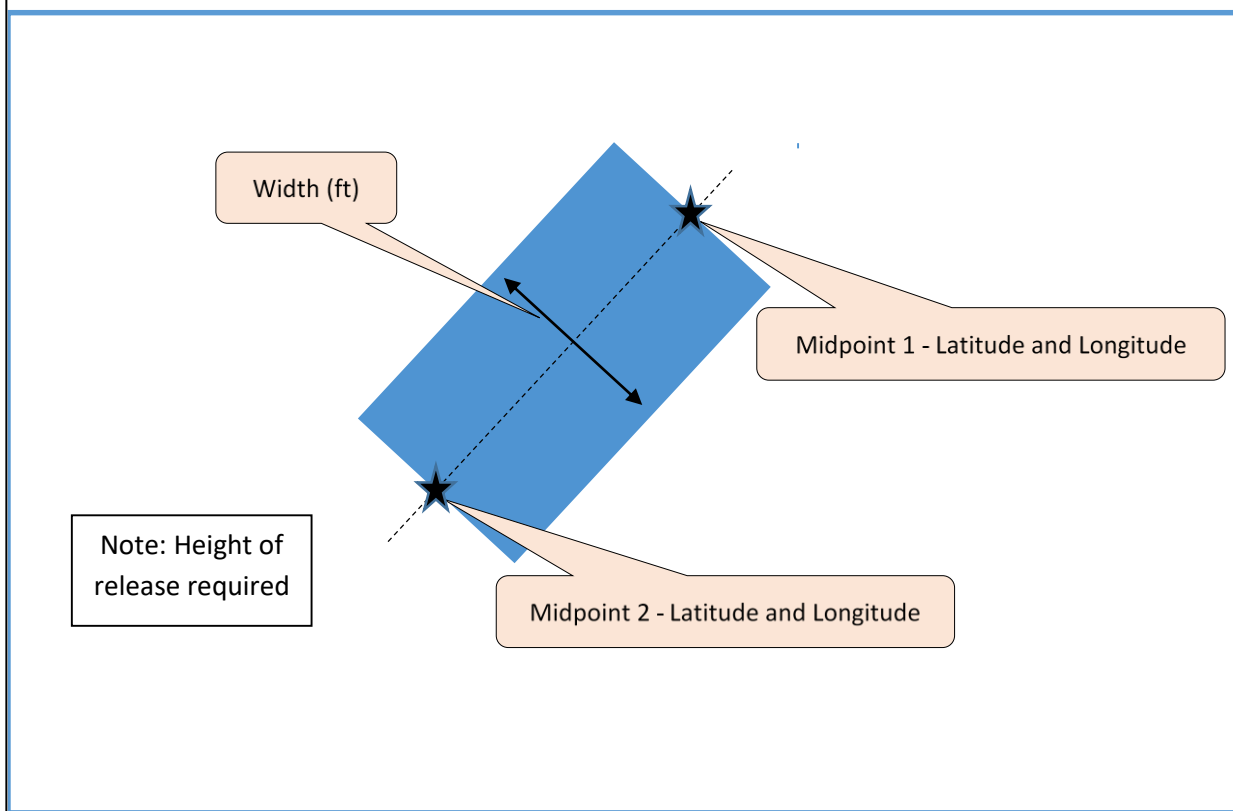 Width (ft)
Midpoint 1 - Latitude and Longitude
Note: Height of
release required
Midpoint 2 - Latitude and Longitude